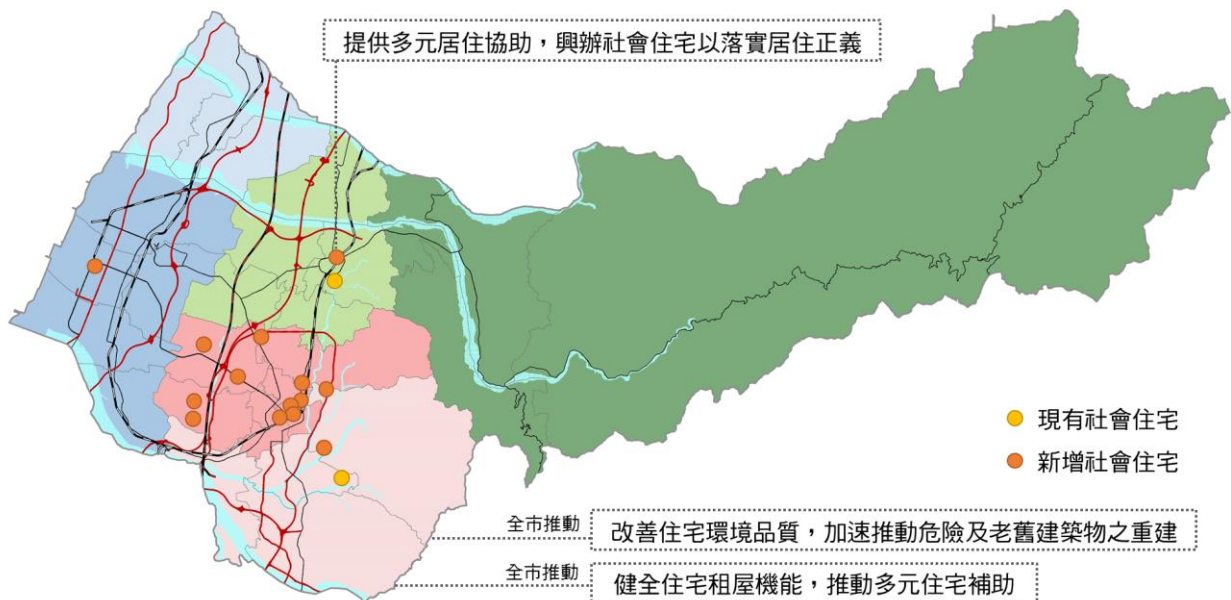 提供多元居住協助，興辦社會住宅以落實居住正義
現有社會住宅
新增社會住宅
全市推動
改善住宅環境品質，加速推動危險及老舊建築物之重建
全市推動
健全住宅租屋機能，推動多元住宅補助